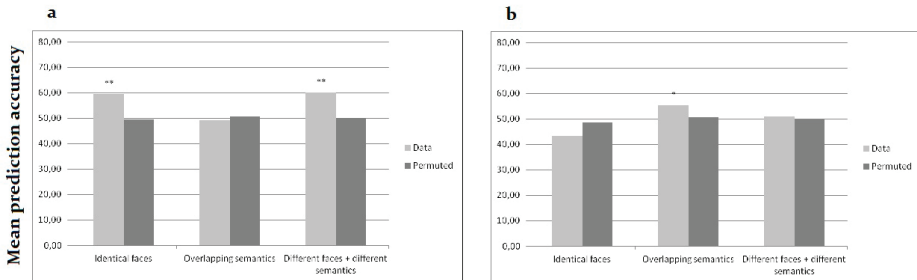 a
b
Mean prediction accuracy
80,00
70,00
60,00
50,00
40,00
30,00
20,00
10,00
0,00
**
**
Identical faces
Overlapping semantics
Different faces + different
semantics
Data
Permuted
80,00
70,00
60,00
50,00
40,00
30,00
20,00
10,00
0,00
*
Identical faces
Overlapping semantics
Different faces + different
semantics
Data
Permuted